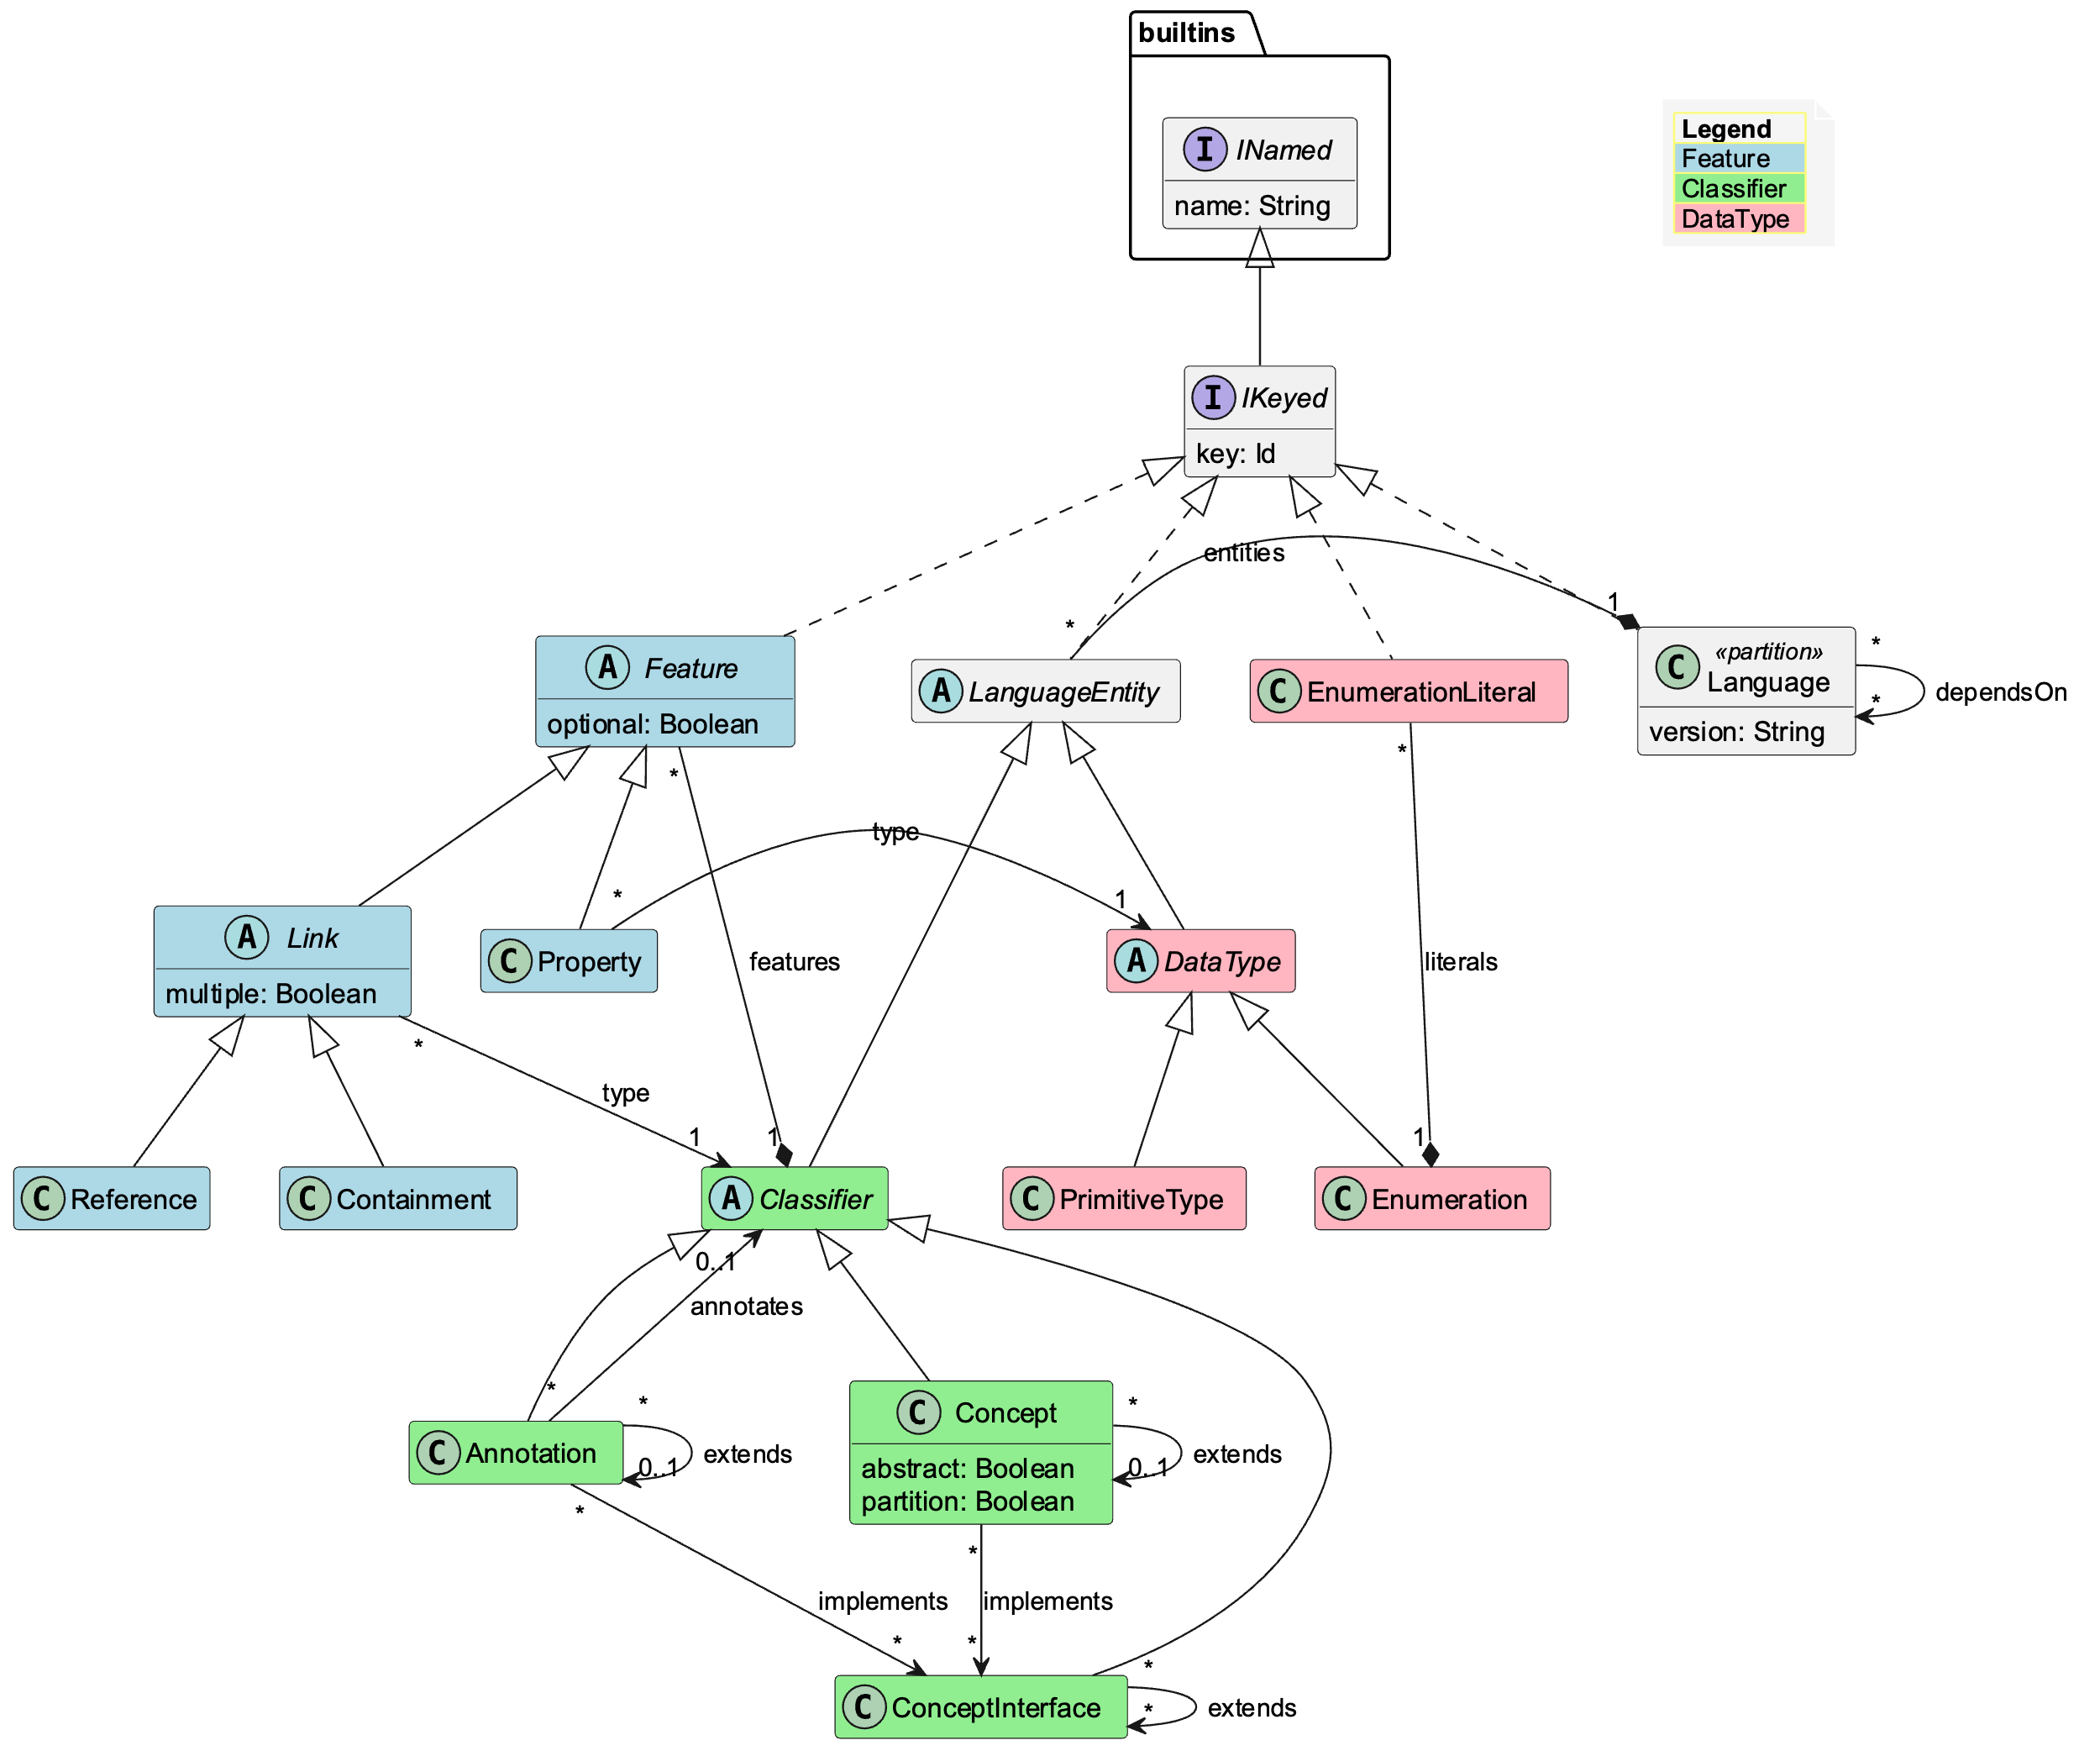 builtins
I INamed
name: String
Legend
Feature
Classifier
DataType
I IKeyed
key: Id
entities
* 1
A Feature
optional: Boolean
A LanguageEntity
C EnumerationLiteral
«partition»
C Language
version: String
*
*
dependsOn
*
*
type
* 1
A Link
multiple: Boolean
C Property
features
A DataType
literals
*
type
1 1 1
C Reference
C Containment
A Classifier
C PrimitiveType
C Enumeration
0..1
annotates
*
*
C Annotation
0..1
extends
*
C Concept
abstract: Boolean
partition: Boolean
0..1
extends
*
*
implements
implements
*
*
C ConceptInterface
*
*
extends